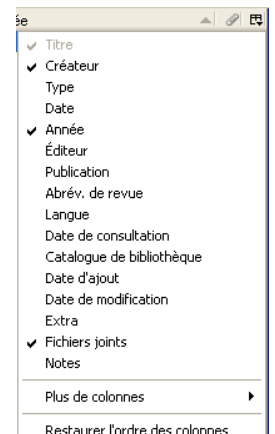 ée
Titre
Créateur
Type
Date
Année
Éditeur
Publication
Abrév. de revue
Langue
Date de consultation
Catalogue de bibliothèque
Date d'ajout
Date de modification
Extra
Fichiers joints
Notes
Plus de colonnes
Restaurer l'ordre des colonnes